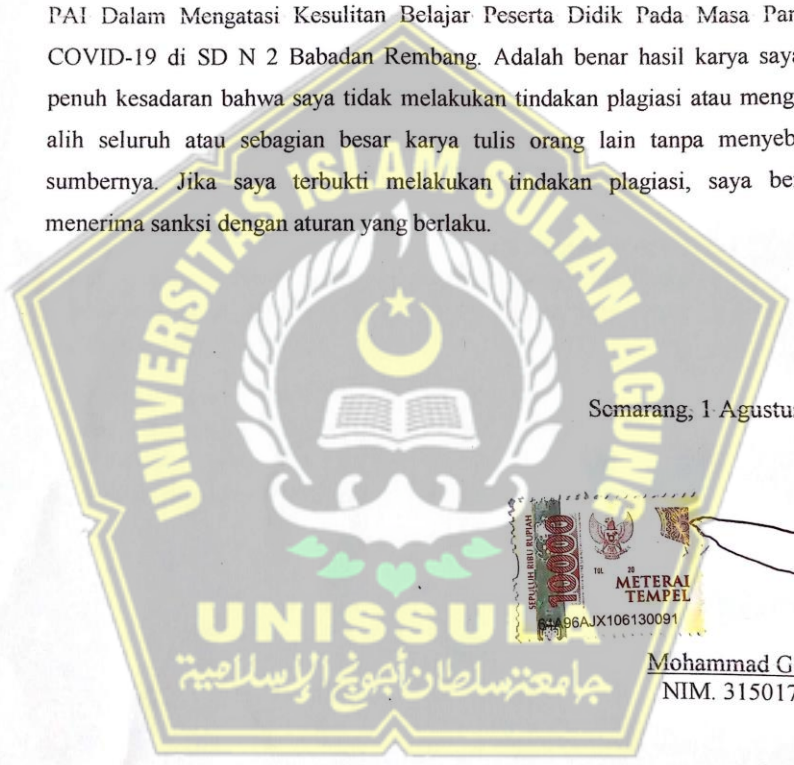 PAI Dalam Mengatasi Kesulitan Belajar Peserta Didik Pada Masa Pan
COVID-19 di SD N 2 Babadan Rembang. Adalah benar hasil karya saya
penuh kesadaran bahwa saya tidak melakukan tindakan plagiasi atau meng
alih seluruh atau sebagian besar karya tulis orang lain tanpa menyeb
sumbernya. Jika saya terbukti melakukan tindakan plagiasi, saya be
menerima sanksi dengan aturan yang berlaku.
UNIVERSITAS ISLAM SULTAN AGUNG
Semarang, 1 Agustus
SEPULUH RIBU RUPIAH
10000
TGL 20
METERAI
TEMPEL
96AJX106130091
UNISSULA
جامعة سلطان أجونج الإسلامية
Mohammad G
NIM. 315017